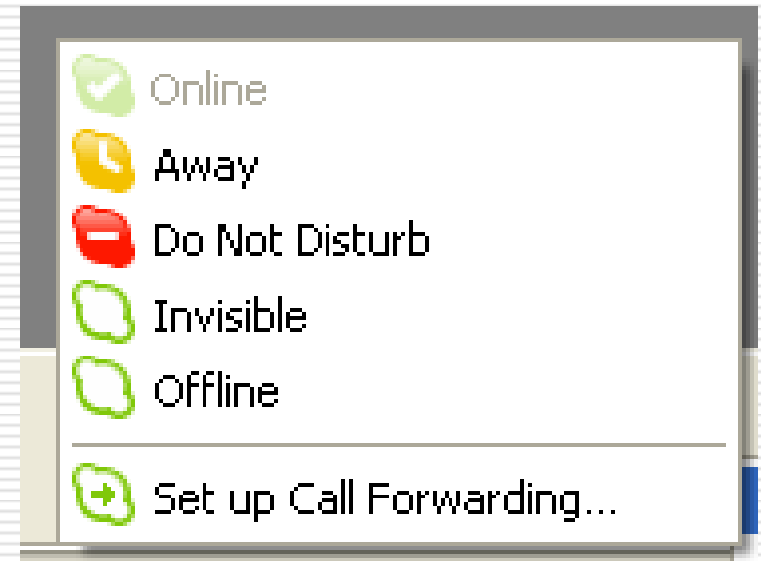 Online
Away
Do Not Disturb
Invisible
Offline
Set up Call Forwarding...